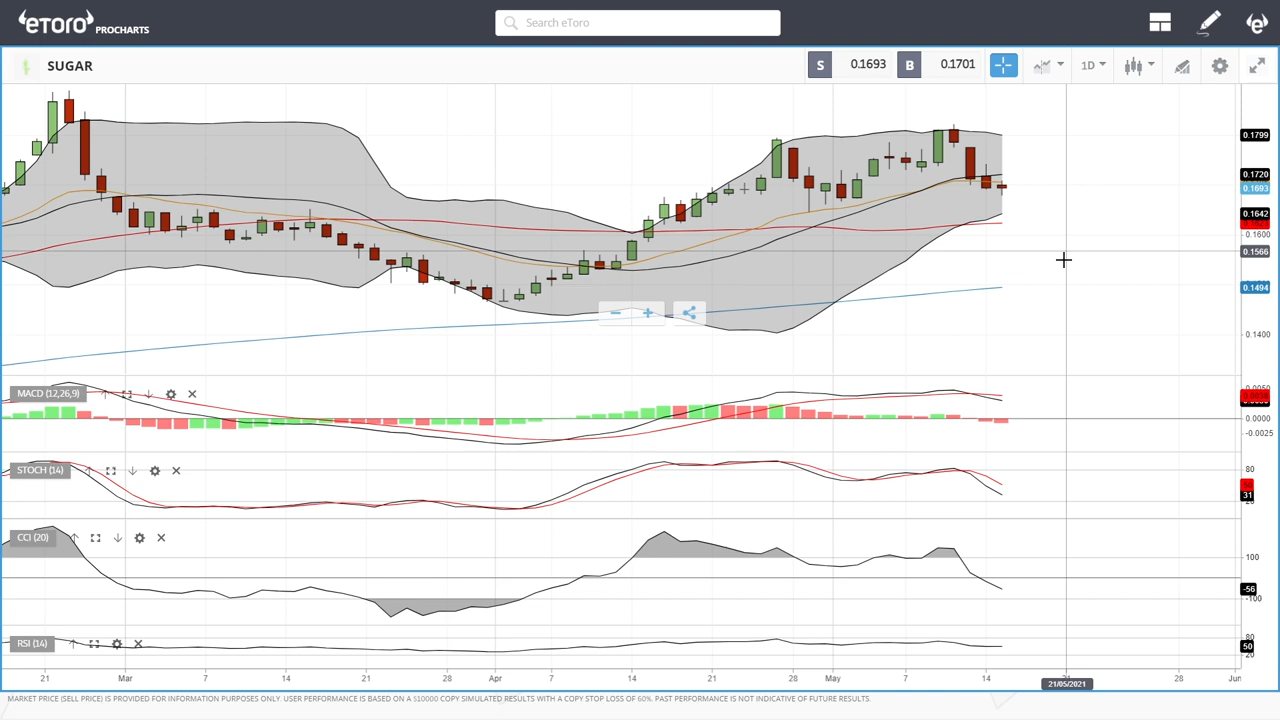 eTORO PROCHARTS
Search eToro
SUGAR
S 0.1693 B 0.1701
1D
0.1799
0.1720
0.1693
0.1642
0.1600
0.1566
0.1494
0.1400
MACD (12,26,9)
0.0050
0.0000
-0.0025
STOCH (14)
80
31
20
CCI (20)
100
-56
-100
RSI (14)
80
50
20
21 Mar 7 14 21 28 Apr 7 14 21 28 May 7 14 28 Jun
21/05/2021
MARKET PRICE (SELL PRICE) IS PROVIDED FOR INFORMATION PURPOSES ONLY. USER PERFORMANCE IS BASED ON A $10000 COPY SIMULATED RESULTS WITH A COPY STOP LOSS OF 60%. PAST PERFORMANCE IS NOT INDICATIVE OF FUTURE RESULTS.